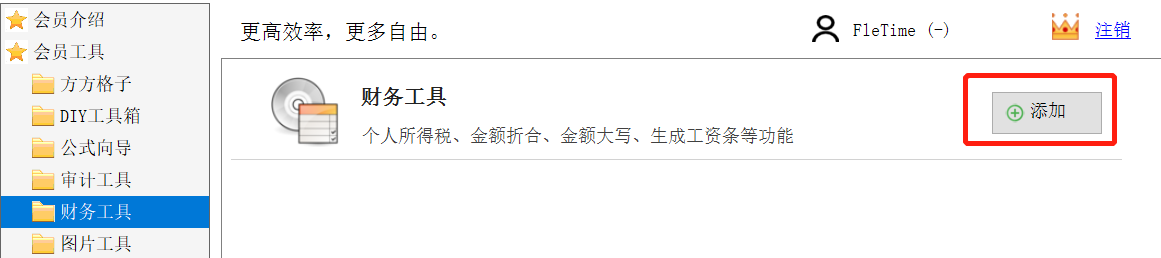 会员介绍
会员工具
方方格子
DIY工具箱
公式向导
审计工具
财务工具
图片工具
更高效率，更多自由。
FleTime (-)
注销
财务工具
个人所得税、金额折合、金额大写、生成工资条等功能
添加